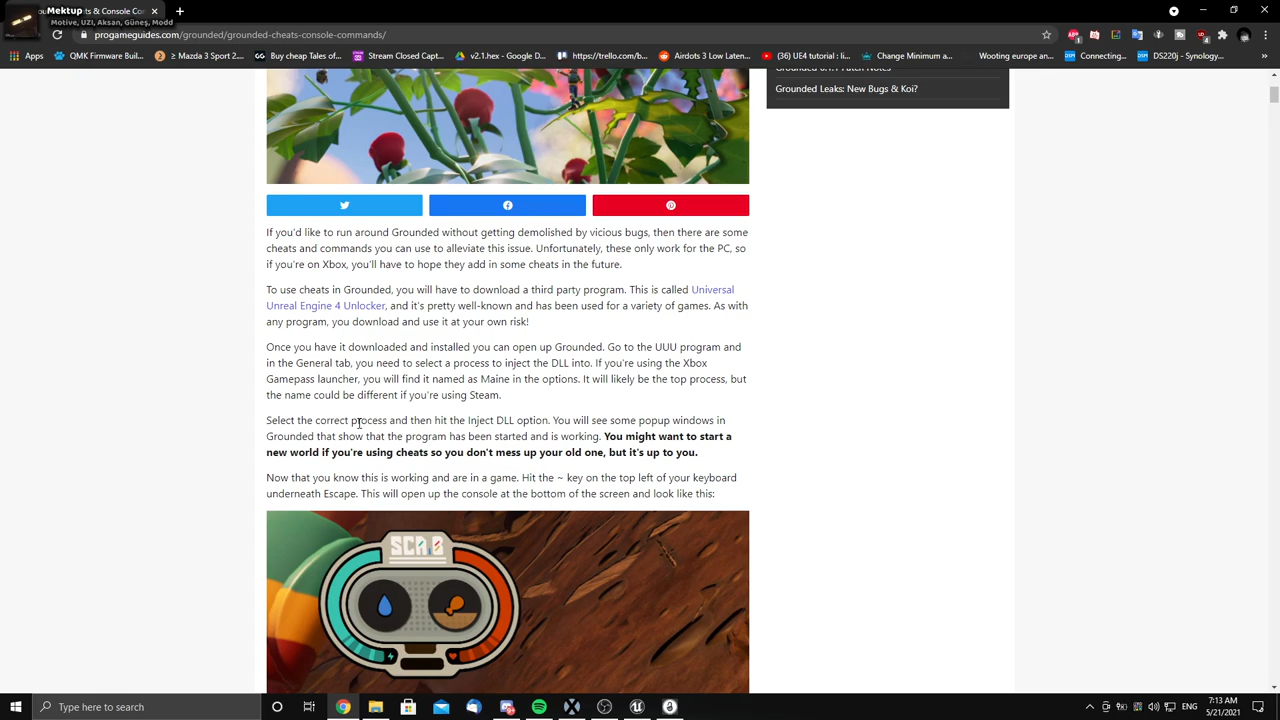 Mektup
ts & Console Co
Motive, UZI, Aksan, Güneş, Modd
progameguides.com/grounded/grounded-cheats-console-commands/
Apps
QMK Firmware Buil...
≥ Mazda 3 Sport 2....
Buy cheap Tales of...
Stream Closed Capt...
v2.1.hex - Google D...
https://trello.com/b...
Airdots 3 Low Laten...
(36) UE4 tutorial : li...
Change Minimum a...
Wooting europe an...
Connecting...
DS220j - Synology...
Grounded 0.1.1 Patch Notes
Grounded Leaks: New Bugs & Koi?
If you'd like to run around Grounded without getting demolished by vicious bugs, then there are some
cheats and commands you can use to alleviate this issue. Unfortunately, these only work for the PC, so
if you're on Xbox, you'll have to hope they add in some cheats in the future.
To use cheats in Grounded, you will have to download a third party program. This is called Universal
Unreal Engine 4 Unlocker, and it's pretty well-known and has been used for a variety of games. As with
any program, you download and use it at your own risk!
Once you have it downloaded and installed you can open up Grounded. Go to the UUU program and
in the General tab, you need to select a process to inject the DLL into. If you're using the Xbox
Gamepass launcher, you will find it named as Maine in the options. It will likely be the top process, but
the name could be different if you're using Steam.
Select the correct process and then hit the Inject DLL option. You will see some popup windows in
Grounded that show that the program has been started and is working. You might want to start a
new world if you're using cheats so you don't mess up your old one, but it's up to you.
Now that you know this is working and are in a game. Hit the ~ key on the top left of your keyboard
underneath Escape. This will open up the console at the bottom of the screen and look like this:
SCA.B
Type here to search
ENG
7:13 AM
5/21/2021